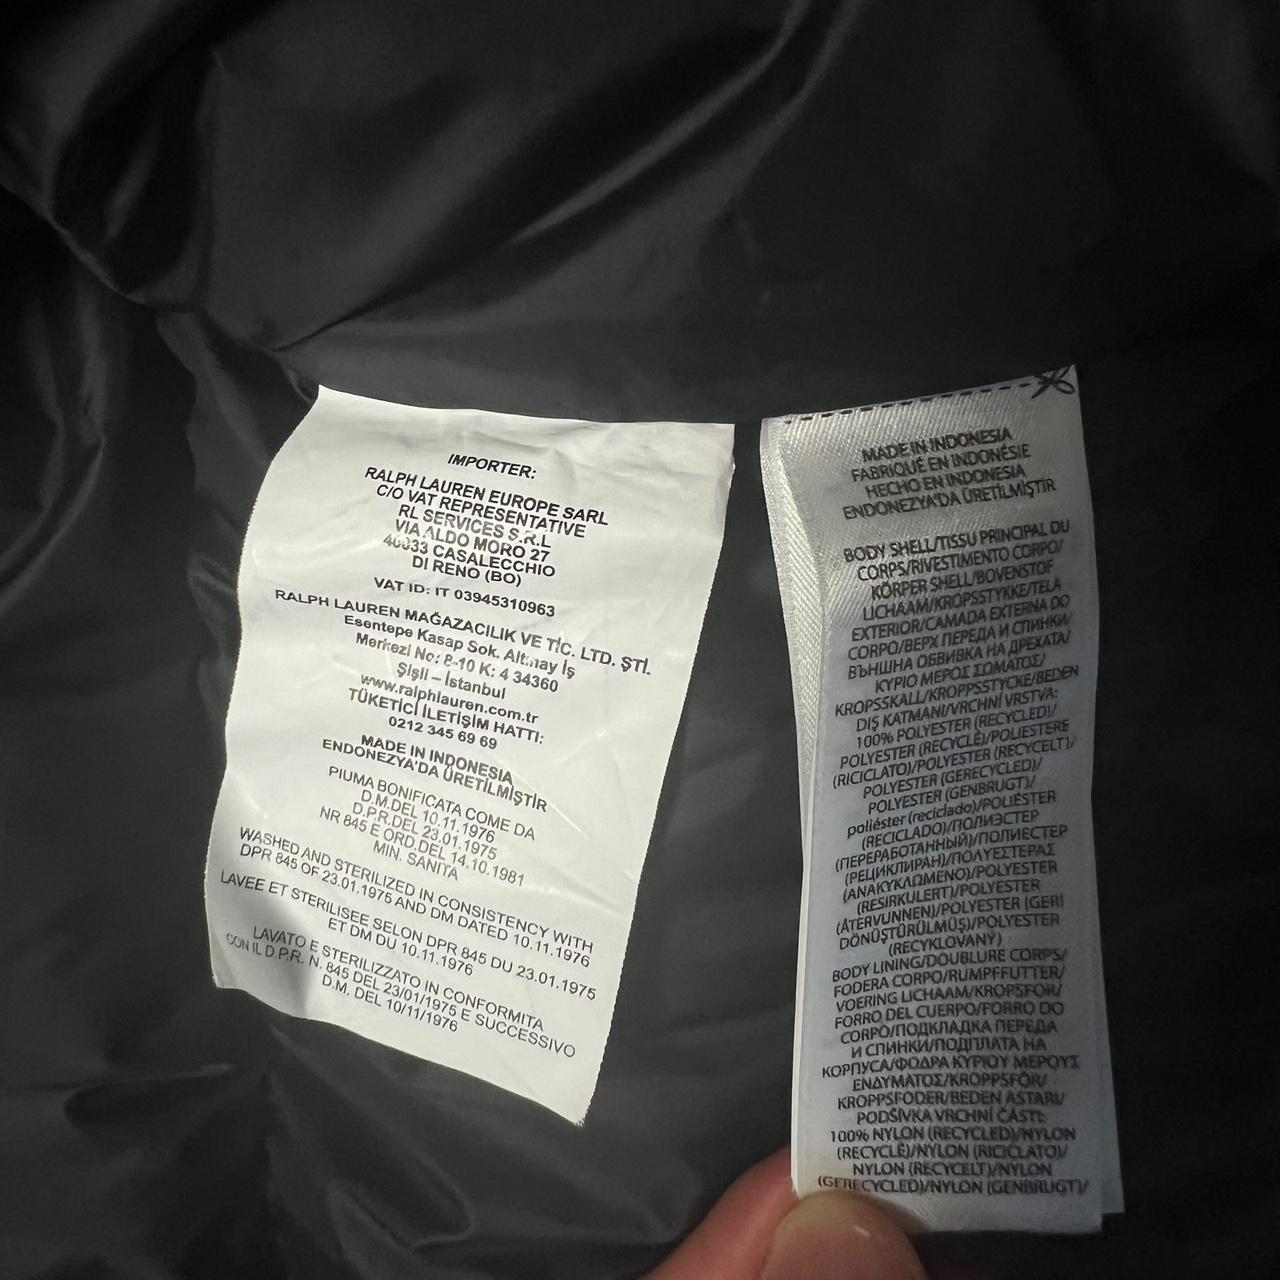 IMPORTER:
RALPH LAUREN EUROPE SARL
C/O VAT REPRESENTATIVE
RL SERVICES S.R.L
VIA ALDO MORO 27
40033 CASALECCHIO
DI RENO (BO)
VAT ID: IT 03945310963
RALPH LAUREN MAĞAZACILIK VE TİC. LTD. ŞTİ.
Esentepe Kasap Sok. Altınay İş
Merkezi No: 8-10 K: 4 34360
Şişli – İstanbul
www.ralphlauren.com.tr
TÜKETİCİ İLETİŞİM HATTI:
0212 345 69 69
MADE IN INDONESIA
ENDONEZYA'DA ÜRETİLMİŞTİR
PIUMA BONIFICATA COME DA
D.M.DEL 10.11.1976
D.P.R.DEL 23.01.1975
NR 845 E ORD.DEL 14.10.1981
MIN. SANITÀ
WASHED AND STERILIZED IN CONSISTENCY WITH
DPR 845 OF 23.01.1975 AND DM DATED 10.11.1976
LAVEE ET STERILISEE SELON DPR 845 DU 23.01.1975
ET DM DU 10.11.1976
LAVATO E STERILIZZATO IN CONFORMITA
CON IL D.P.R. N. 845 DEL 23/01/1975 E SUCCESSIVO
D.M. DEL 10/11/1976
MADE IN INDONESIA
FABRIQUÉ EN INDONÉSIE
HECHO EN INDONESIA
ENDONEZYA'DA ÜRETİLMİŞTİR
BODY SHELL/TISSU PRINCIPAL DU
CORPS/RIVESTIMENTO CORPO/
KÖRPER SHELL/BOVENSTOF
LICHAAM/KROPSSTYKKE/TELA
EXTERIOR/CAMADA EXTERNA DO
CORPO/ВЕРХ ПЕРЕДА И СПИНКИ/
ВЪНШНА ОБВИВКА НА ДРЕХАТА/
ΚΥΡΙΟ ΜΕΡΟΣ ΣΩΜΑΤΟΣ/
KROPSSKALL/KROPPSSTYCKE/BEDEN
DIŞ KATMANI/VRCHNÍ VRSTVA:
100% POLYESTER (RECYCLED)/
POLYESTER (RECYCLÉ)/POLIESTERE
(RICICLATO)/POLYESTER (RECYCELT)/
POLYESTER (GERECYCLED)/
POLYESTER (GENBRUGT)/
poliéster (reciclado)/POLIÉSTER
(RECICLADO)/ПОЛИЭСТЕР
(ПЕРЕРАБОТАННЫЙ)/ПОЛИЕСТЕР
(РЕЦИКЛИРАН)/ΠΟΛΥΕΣΤΕΡΑΣ
(ΑΝΑΚΥΚΛΩΜΕΝΟ)/POLYESTER
(RESIRKULERT)/POLYESTER
(ÅTERVUNNEN)/POLYESTER (GERİ
DÖNÜŞTÜRÜLMÜŞ)/POLYESTER
(RECYKLOVANÝ)
BODY LINING/DOUBLURE CORPS/
FODERA CORPO/RUMPFFUTTER/
VOERING LICHAAM/KROPSFOR/
FORRO DEL CUERPO/FORRO DO
CORPO/ПОДКЛАДКА ПЕРЕДА
И СПИНКИ/ПОДПЛАТА НА
КОРПУСА/ΦΟΔΡΑ ΚΥΡΙΟΥ ΜΕΡΟΥΣ
ΕΝΔΥΜΑΤΟΣ/KROPPSFÔR/
KROPPSFODER/BEDEN ASTARI/
PODŠÍVKA VRCHNÍ ČÁSTI:
100% NYLON (RECYCLED)/NYLON
(RECYCLÉ)/NYLON (RICICLATO)/
NYLON (RECYCELT)/NYLON
(GERECYCLED)/NYLON (GENBRUGT)/